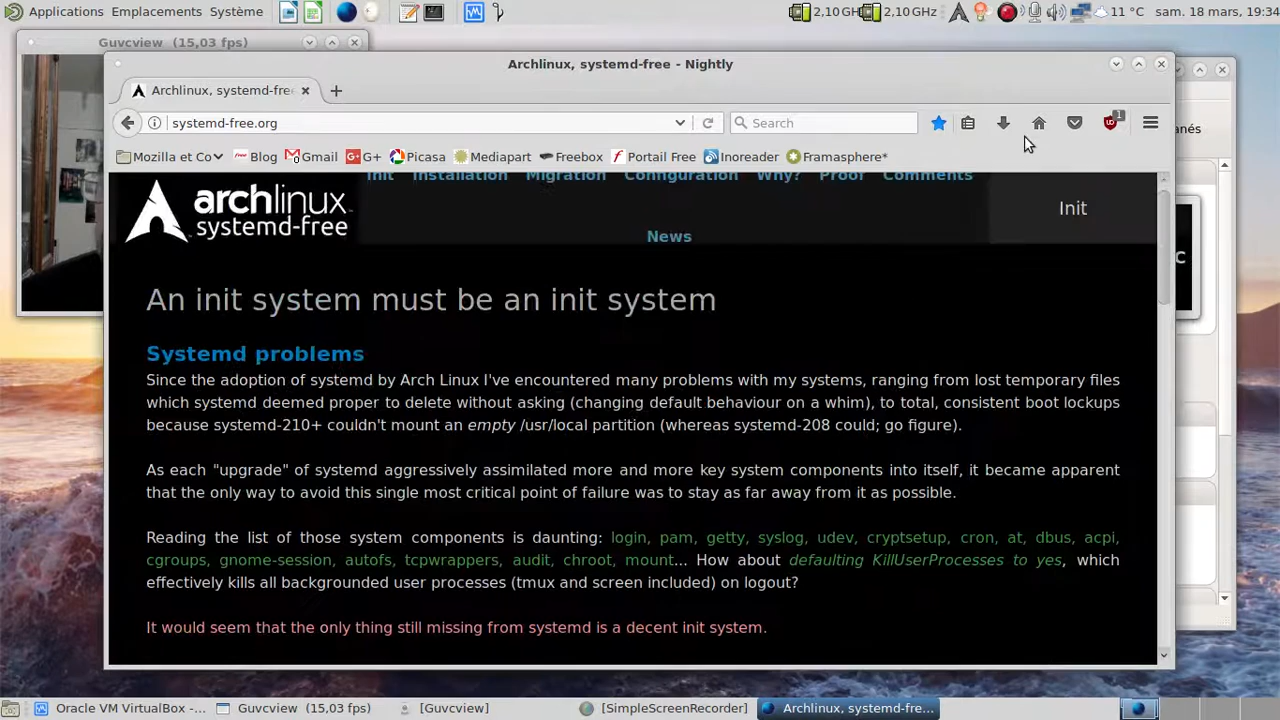 Applications Emplacements Système
2,10 GH 2,10 GHz 11 °C sam. 18 mars, 19:34
Guvcview (15,03 fps)
Archlinux, systemd-free - Nightly
Archlinux, systemd-fre
systemd-free.org
Search
1
Mozilla et Co Blog Gmail G+ Picasa Mediapart Freebox Portail Free Inoreader Framasphere*
anés
archlinux
systemd-free
Init Installation Migration Configuration Why? Proof Comments
News
Init
C
An init system must be an init system
Systemd problems
Since the adoption of systemd by Arch Linux I've encountered many problems with my systems, ranging from lost temporary files
which systemd deemed proper to delete without asking (changing default behaviour on a whim), to total, consistent boot lockups
because systemd-210+ couldn't mount an empty /usr/local partition (whereas systemd-208 could; go figure).
As each "upgrade" of systemd aggressively assimilated more and more key system components into itself, it became apparent
that the only way to avoid this single most critical point of failure was to stay as far away from it as possible.
Reading the list of those system components is daunting: login, pam, getty, syslog, udev, cryptsetup, cron, at, dbus, acpi,
cgroups, gnome-session, autofs, tcpwrappers, audit, chroot, mount... How about defaulting KillUserProcesses to yes, which
effectively kills all backgrounded user processes (tmux and screen included) on logout?
It would seem that the only thing still missing from systemd is a decent init system.
Oracle VM VirtualBox -... Guvcview (15,03 fps) [Guvcview] [SimpleScreenRecorder] Archlinux, systemd-fre...